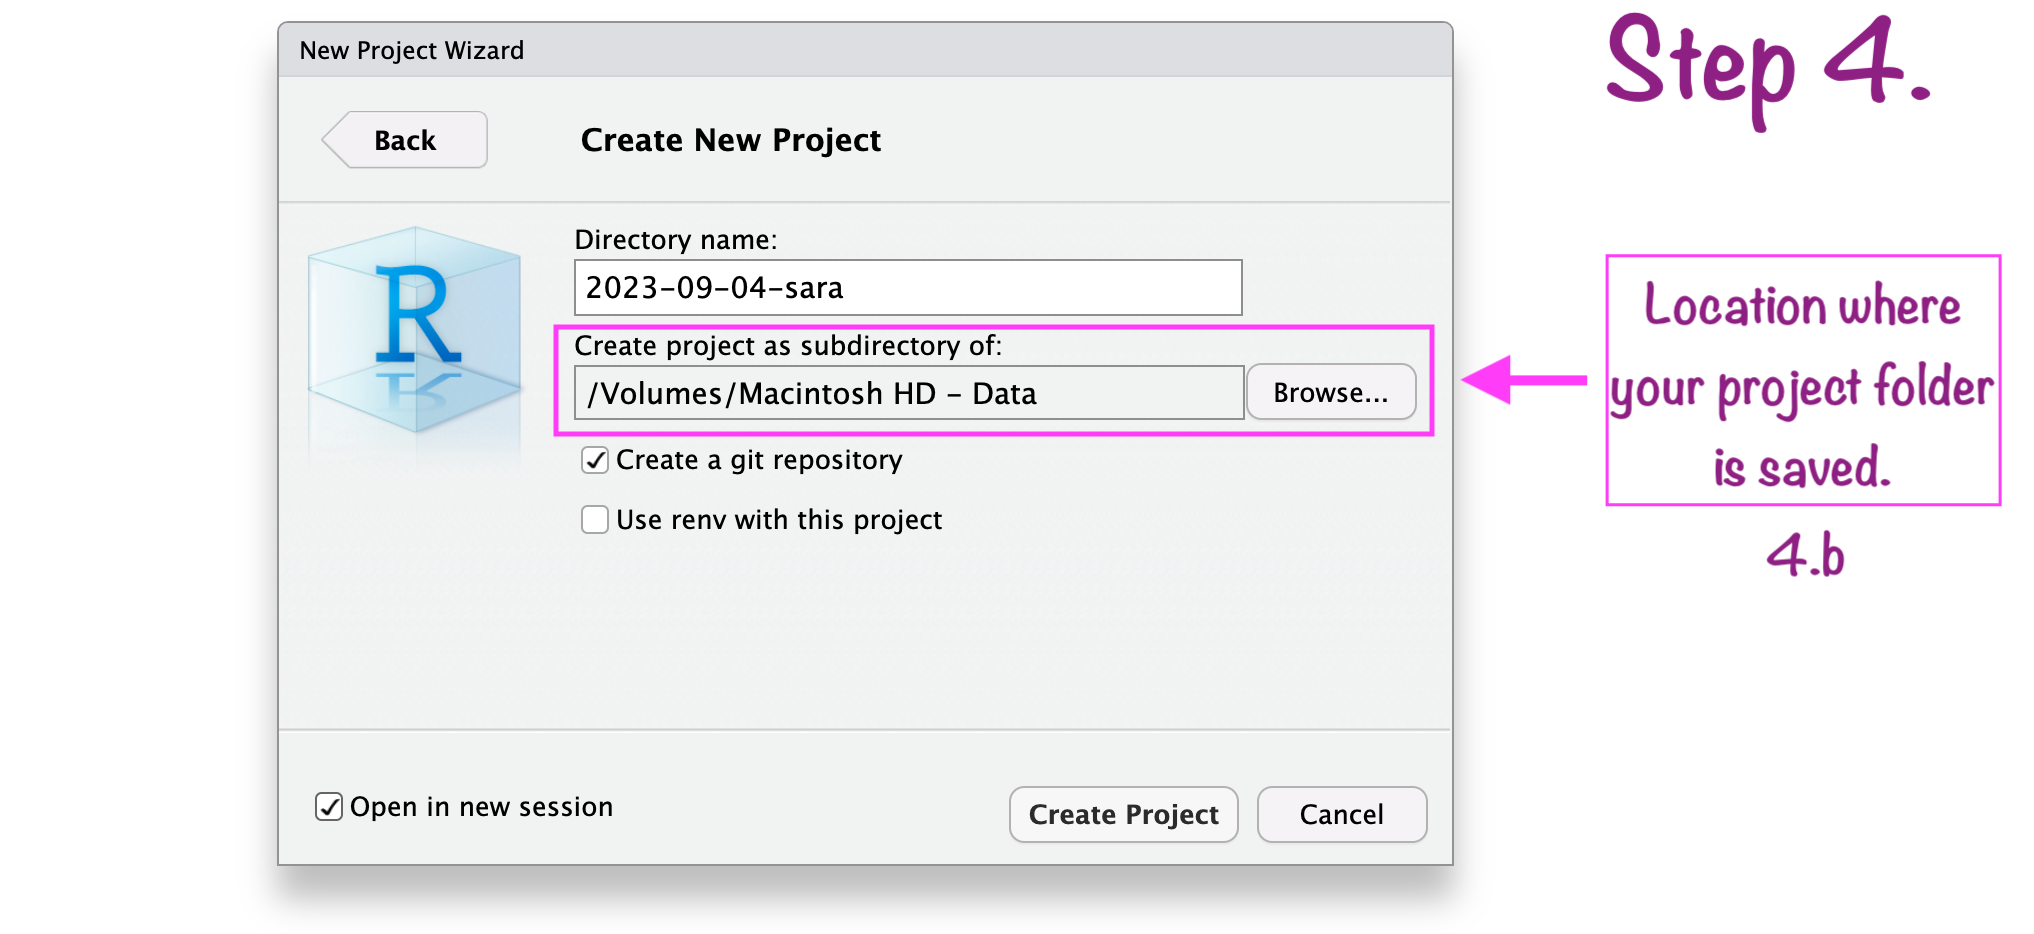 New Project Wizard
Step 4.
Back
Create New Project
R
Directory name:
2023-09-04-sara
Create project as subdirectory of:
/Volumes/Macintosh HD - Data
Browse...
Location where
your project folder
is saved.
4.b
Create a git repository
Use renv with this project
Open in new session
Create Project
Cancel